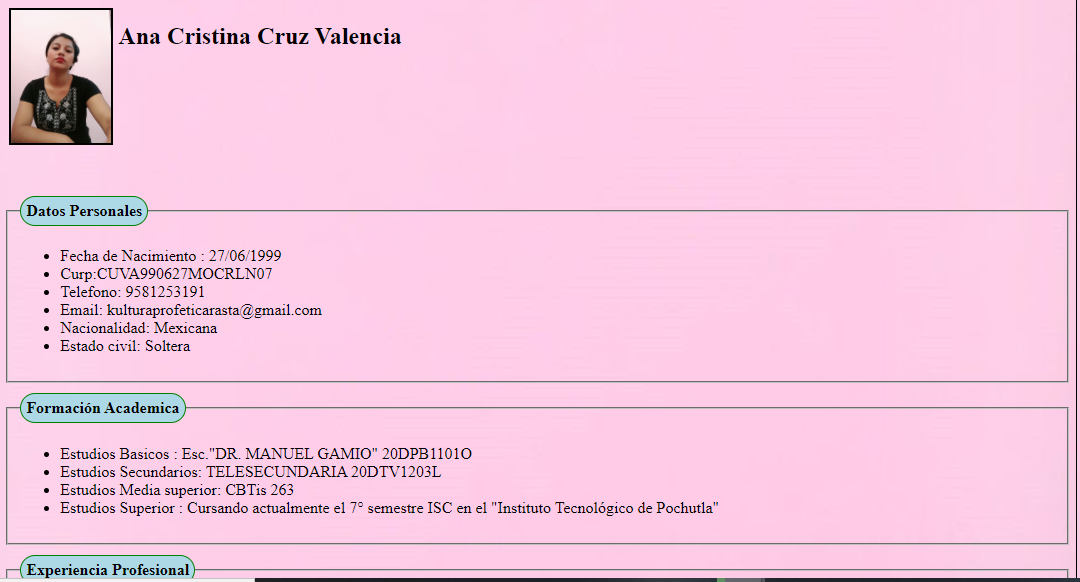 Ana Cristina Cruz Valencia
Datos Personales
Fecha de Nacimiento : 27/06/1999
Curp:CUVA990627MOCRLN07
Telefono: 9581253191
Email: kulturaprofeticarasta@gmail.com
Nacionalidad: Mexicana
Estado civil: Soltera
Formación Academica
Estudios Basicos : Esc."DR. MANUEL GAMIO" 20DPB1101O
Estudios Secundarios: TELESECUNDARIA 20DTV1203L
Estudios Media superior: CBTis 263
Estudios Superior : Cursando actualmente el 7° semestre ISC en el "Instituto Tecnológico de Pochutla"
Experiencia Profesional